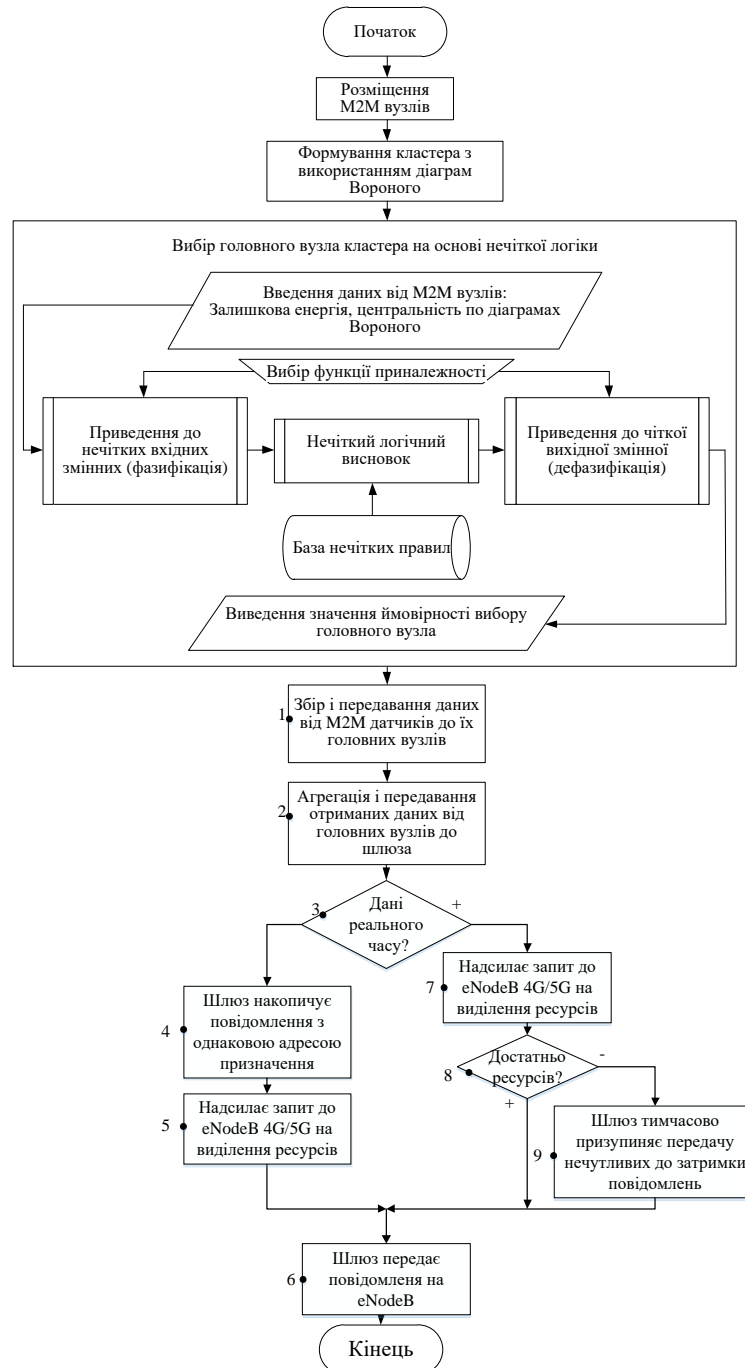 Початок
Розміщення
М2М вузлів
Формування кластера з
використанням діаграм
Вороного
Вибір головного вузла кластера на основі нечіткої логіки
Введення даних від М2М вузлів:
Залишкова енергія, центральність по діаграмах
Вороного
Вибір функції приналежності
Приведення до
нечітких вхідних
змінних (фазифікація)
Нечіткий логічний
висновок
Приведення до чіткої
вихідної змінної
(дефазифікація)
База нечітких правил
Виведення значення ймовірності вибору
головного вузла
1
Збір і передавання даних
від М2М датчиків до їх
головних вузлів
2
Агрегація і передавання
отриманих даних від
головних вузлів до
шлюза
3
Дані
реального
часу?
+
4
Шлюз накопичує
повідомлення з
однаковою адресою
призначення
7
Надсилає запит до
eNodeB 4G/5G на
виділення ресурсів
5
Надсилає запит до
eNodeB 4G/5G на
виділення ресурсів
8
Достатньо
ресурсів?
-
+
9
Шлюз тимчасово
призупиняє передачу
нечутливих до затримки
повідомлень
6
Шлюз передає
повідомленя на
eNodeB
Кінець